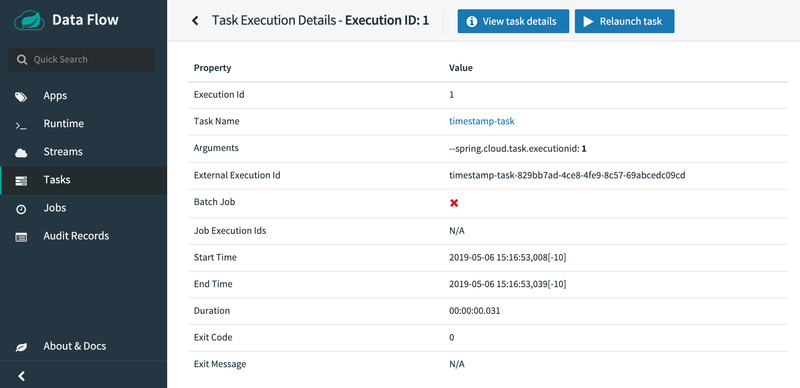 Data Flow
Quick Search
Apps
Runtime
Streams
Tasks
Jobs
Audit Records
About & Docs
Task Execution Details - Execution ID: 1
View task details
Relaunch task
Property Value
Execution Id 1
Task Name timestamp-task
Arguments --spring.cloud.task.executionid: 1
External Execution Id timestamp-task-829bb7ad-4ce8-4fe9-8c57-69abcedc09cd
Batch Job
Job Execution Ids N/A
Start Time 2019-05-06 15:16:53,008[-10]
End Time 2019-05-06 15:16:53,039[-10]
Duration 00:00:00.031
Exit Code 0
Exit Message N/A